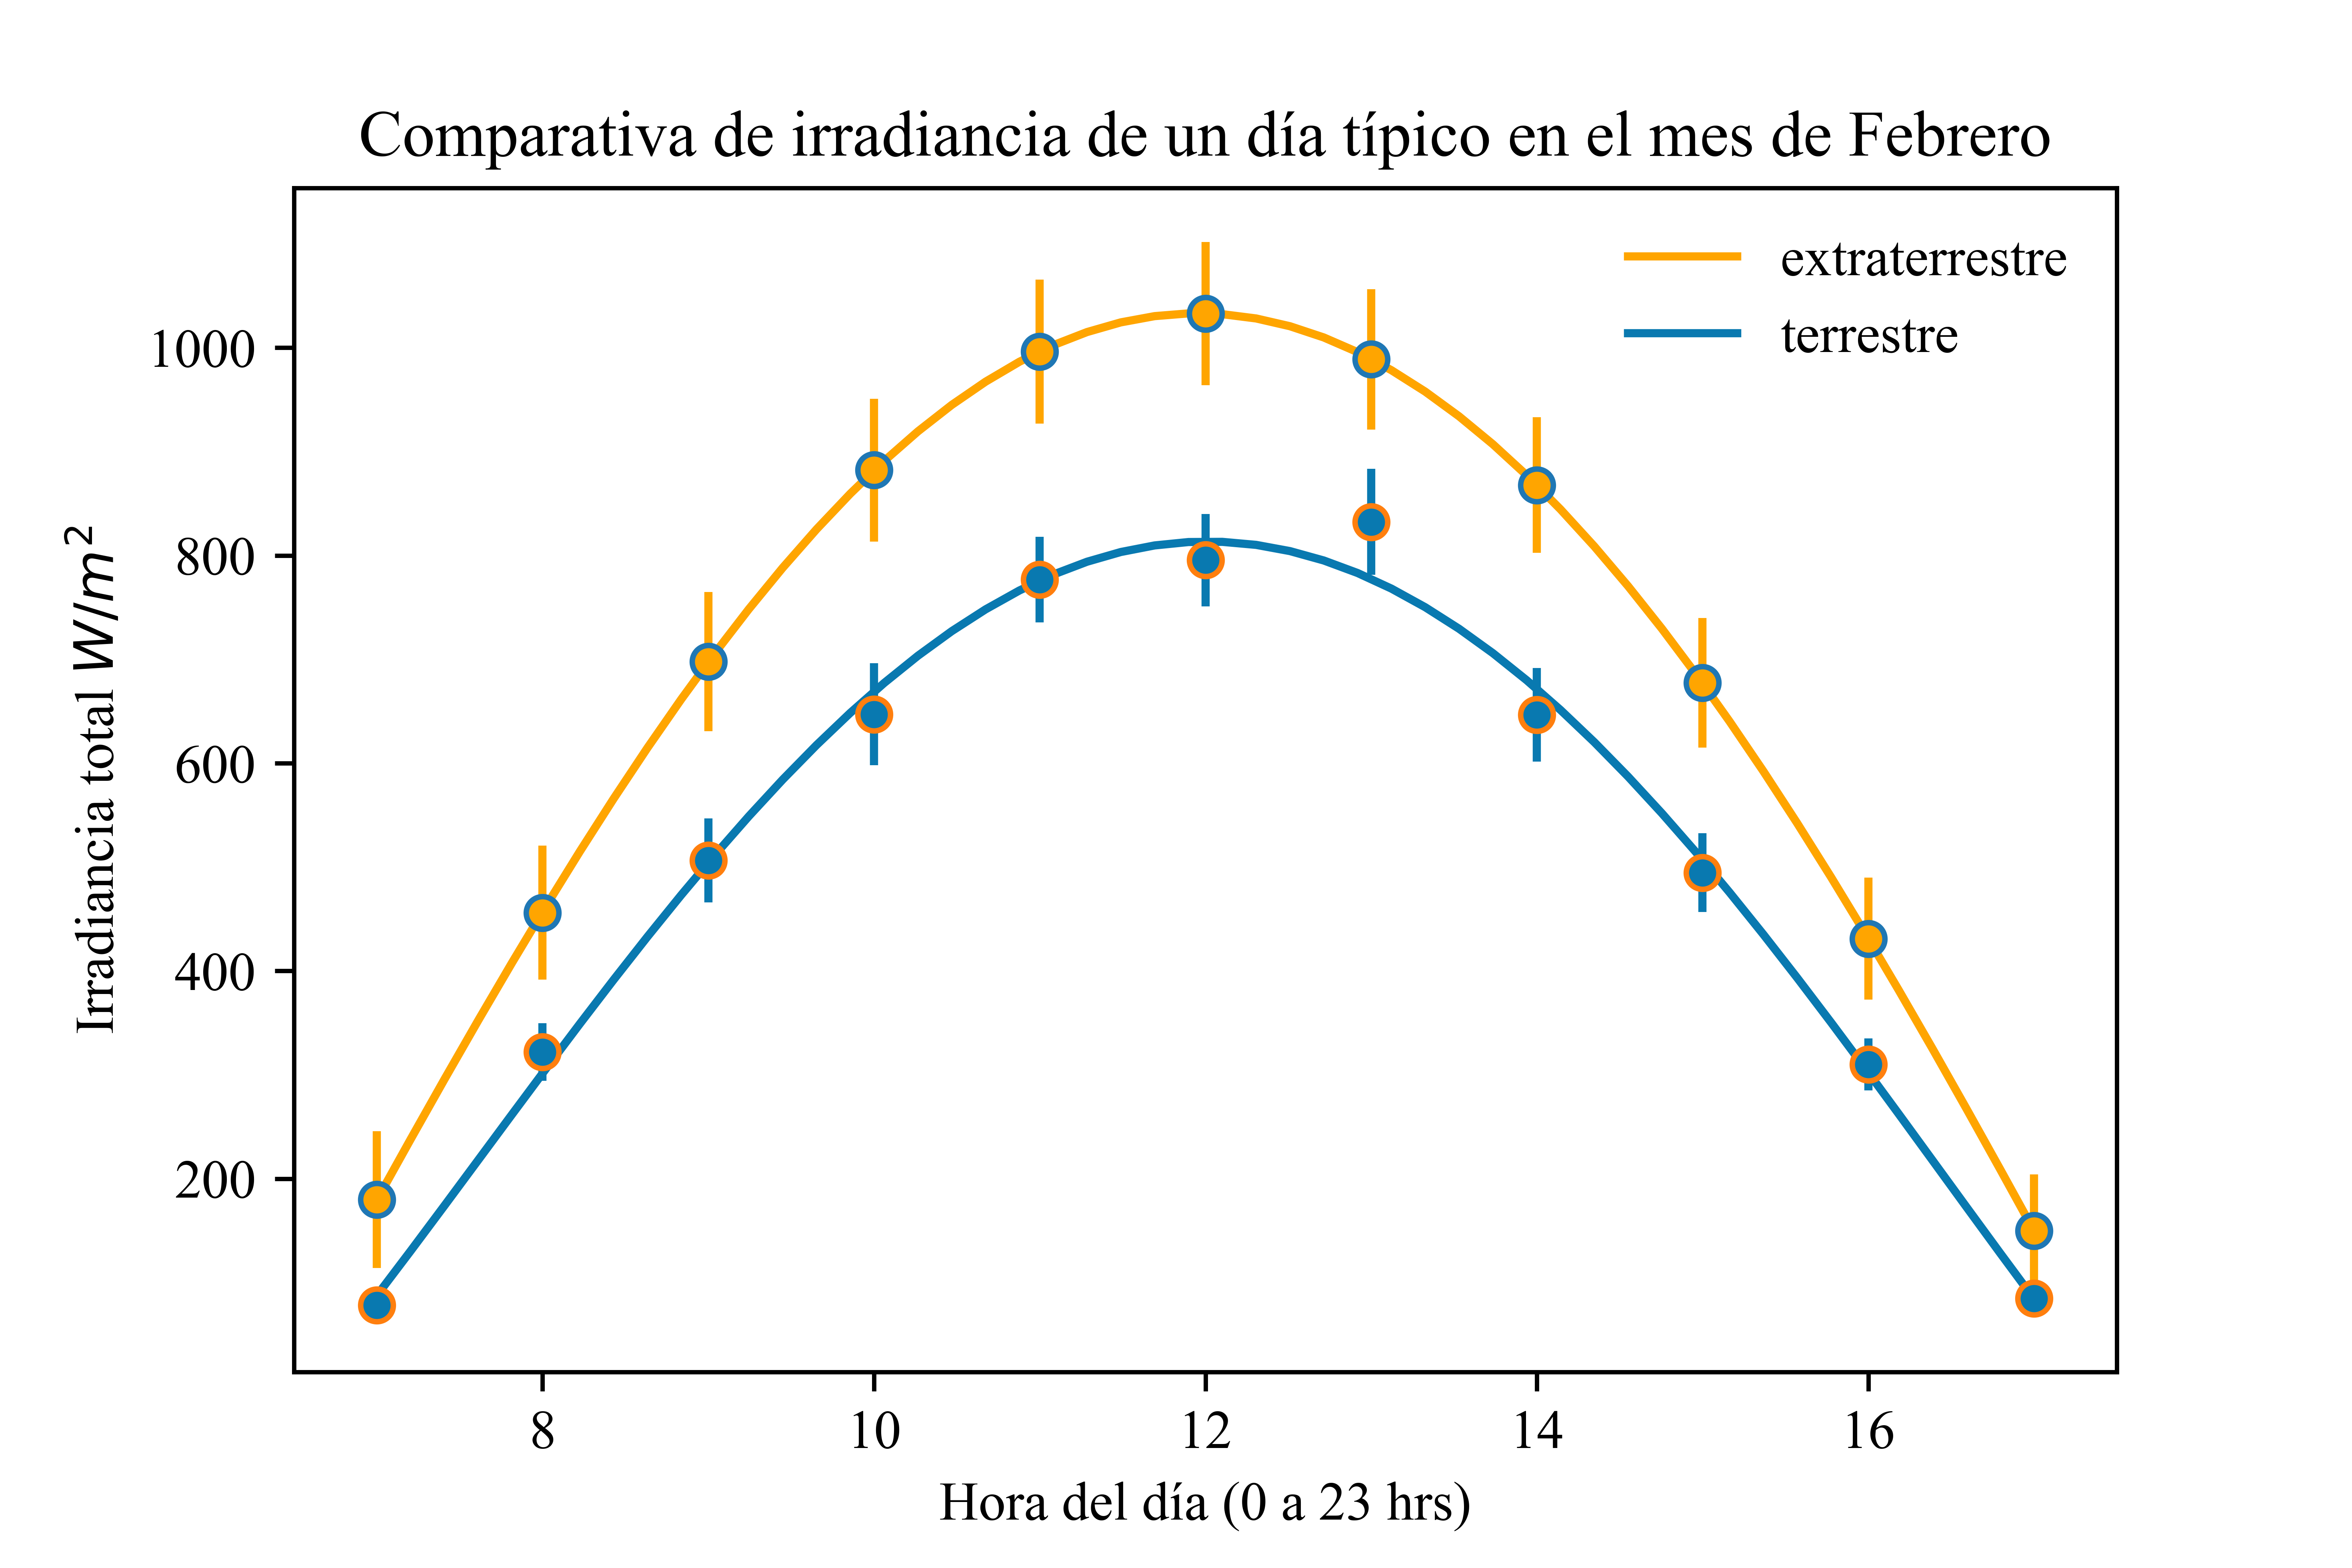 Comparativa de irradiancia de un día típico en el mes de Febrero
extraterrestre
terrestre
Irradiancia total W/m²
1000
800
600
400
200
8 10 12 14 16
Hora del día (0 a 23 hrs)